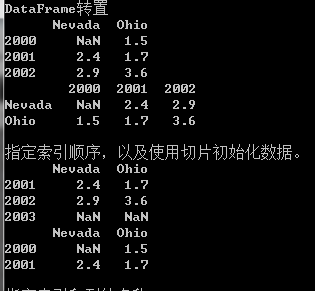 DataFrame转置
Nevada Ohio
2000 NaN 1.5
2001 2.4 1.7
2002 2.9 3.6
2000 2001 2002
Nevada NaN 2.4 2.9
Ohio 1.5 1.7 3.6
指定索引顺序，以及使用切片初始化数据。
Nevada Ohio
2001 2.4 1.7
2002 2.9 3.6
2003 NaN NaN
Nevada Ohio
2000 NaN 1.5
2001 2.4 1.7